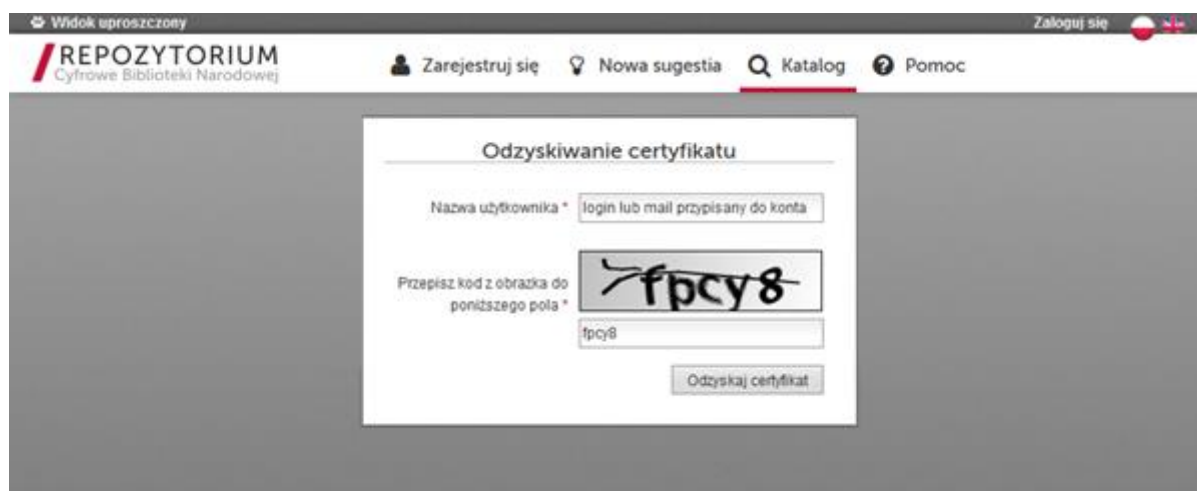 Widok uproszczony
Zaloguj się
REPOZYTORIUM
Cyfrowe Biblioteki Narodowej
Zarejestruj się
Nowa sugestia
Katalog
Pomoc
Odzyskiwanie certyfikatu
Nazwa użytkownika *
login lub mail przypisany do konta
Przepisz kod z obrazka do
poniższego pola *
fpcy8
fpcy8
Odzyskaj certyfikat